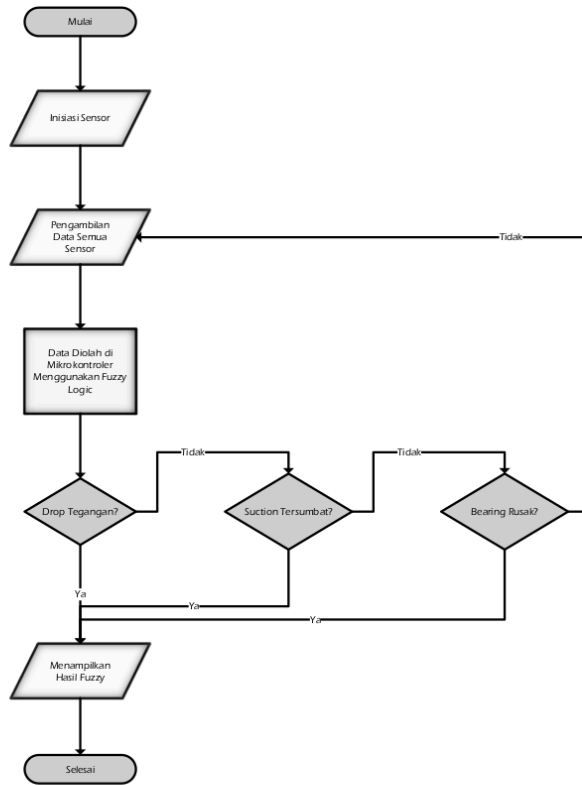 Mulai
Inisiasi Sensor
Pengambilan
Data Semua
Sensor
Tidak
Data Diolah di
Mikrokontroler
Menggunakan Fuzzy
Logic
Tidak
Tidak
Drop Tegangan?
Suction Tersumbat?
Bearing Rusak?
Ya
Ya
Ya
Menampilkan
Hasil Fuzzy
Selesai